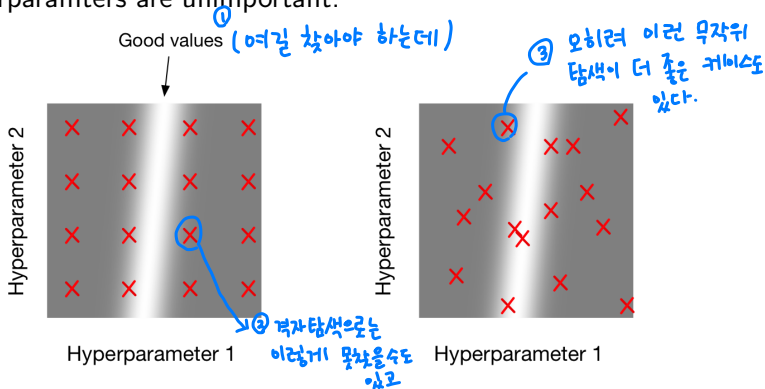 erparamters are unimportant.
①
Good values (여길 찾아야 하는데)
③ 오히려 이런 무작위
탐색이 더 좋은 케이스도
있다.
Hyperparameter 2
Hyperparameter 1
② 격자탐색으로는
이렇게 못찾을수도
있고
Hyperparameter 2
Hyperparameter 1